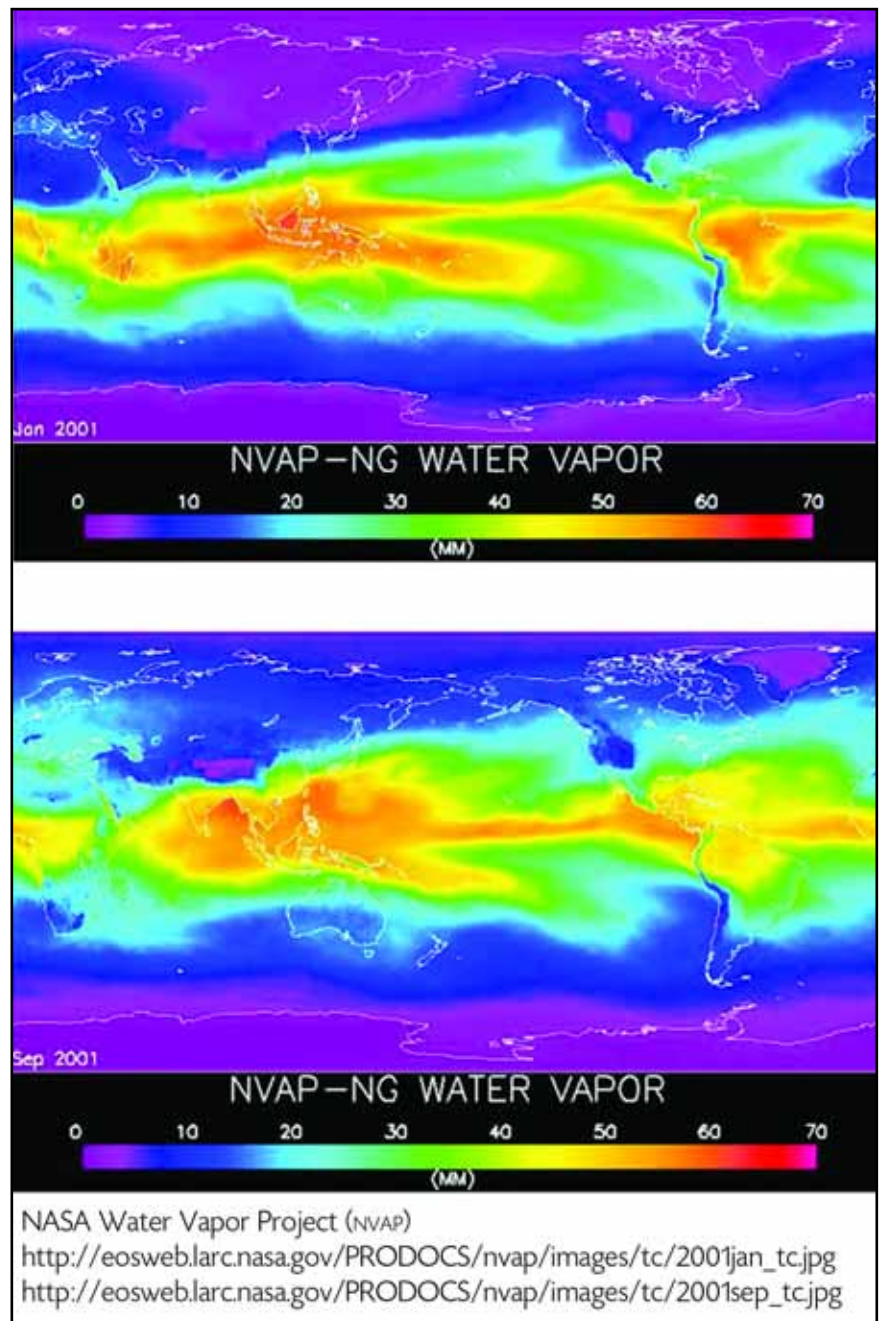 Jan 2001
NVAP-NG WATER VAPOR
0 10 20 30 40 50 60 70
(MM)
Sep 2001
NVAP-NG WATER VAPOR
0 10 20 30 40 50 60 70
(MM)
NASA Water Vapor Project (NVAP)
http://eosweb.larc.nasa.gov/PRODOCS/nvap/images/tc/2001jan_tc.jpg
http://eosweb.larc.nasa.gov/PRODOCS/nvap/images/tc/2001sep_tc.jpg